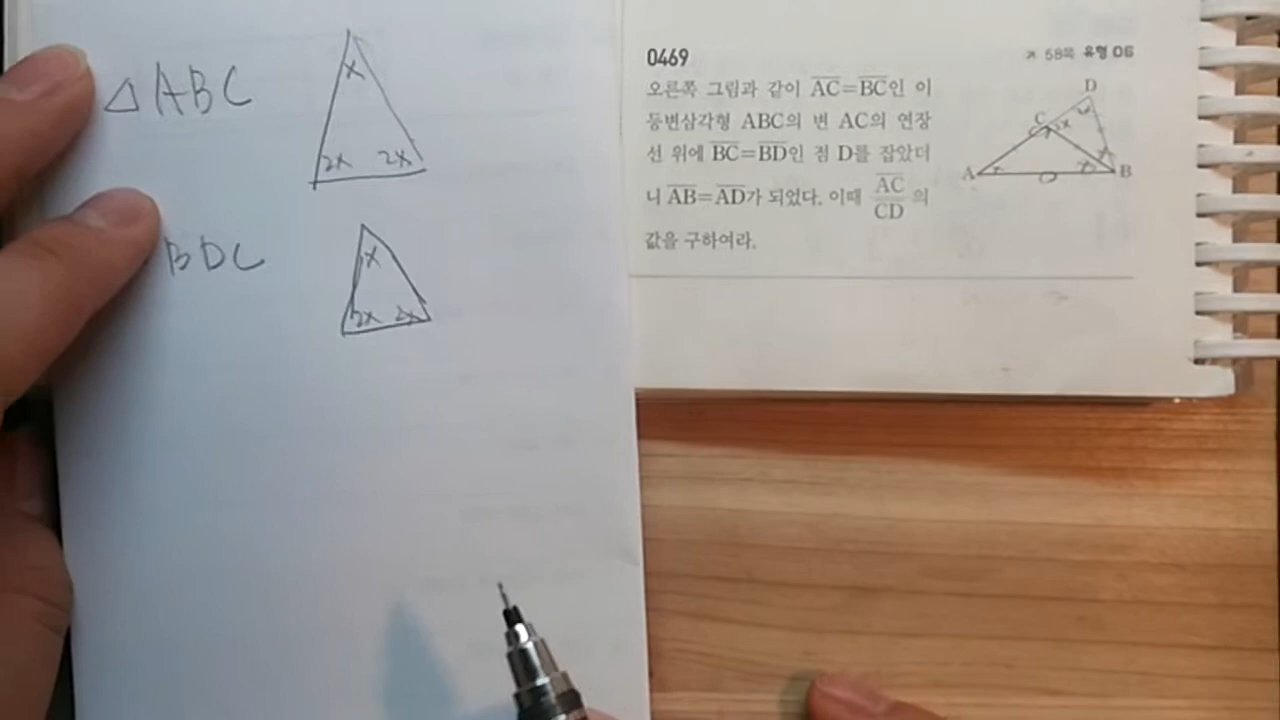 △ABC
x
2x 2x
BDC
x
2x 2x
0469
58쪽 유형 06
오른쪽 그림과 같이 AC=BC인 이
등변삼각형 ABC의 변 AC의 연장
선 위에 BC=BD인 점 D를 잡았더
니 AB=AD가 되었다. 이때 AC/CD의
값을 구하여라.
D
C 2x
A B